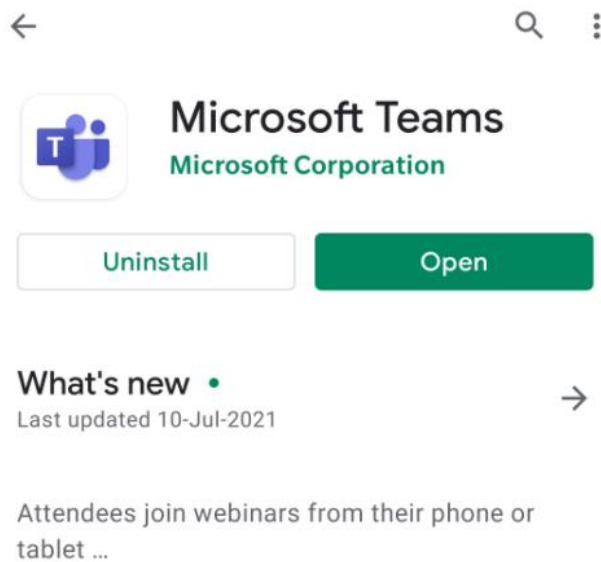 Microsoft Teams
T
Microsoft Corporation
Uninstall
Open
What's new
Last updated 10-Jul-2021
Attendees join webinars from their phone or
tablet ...